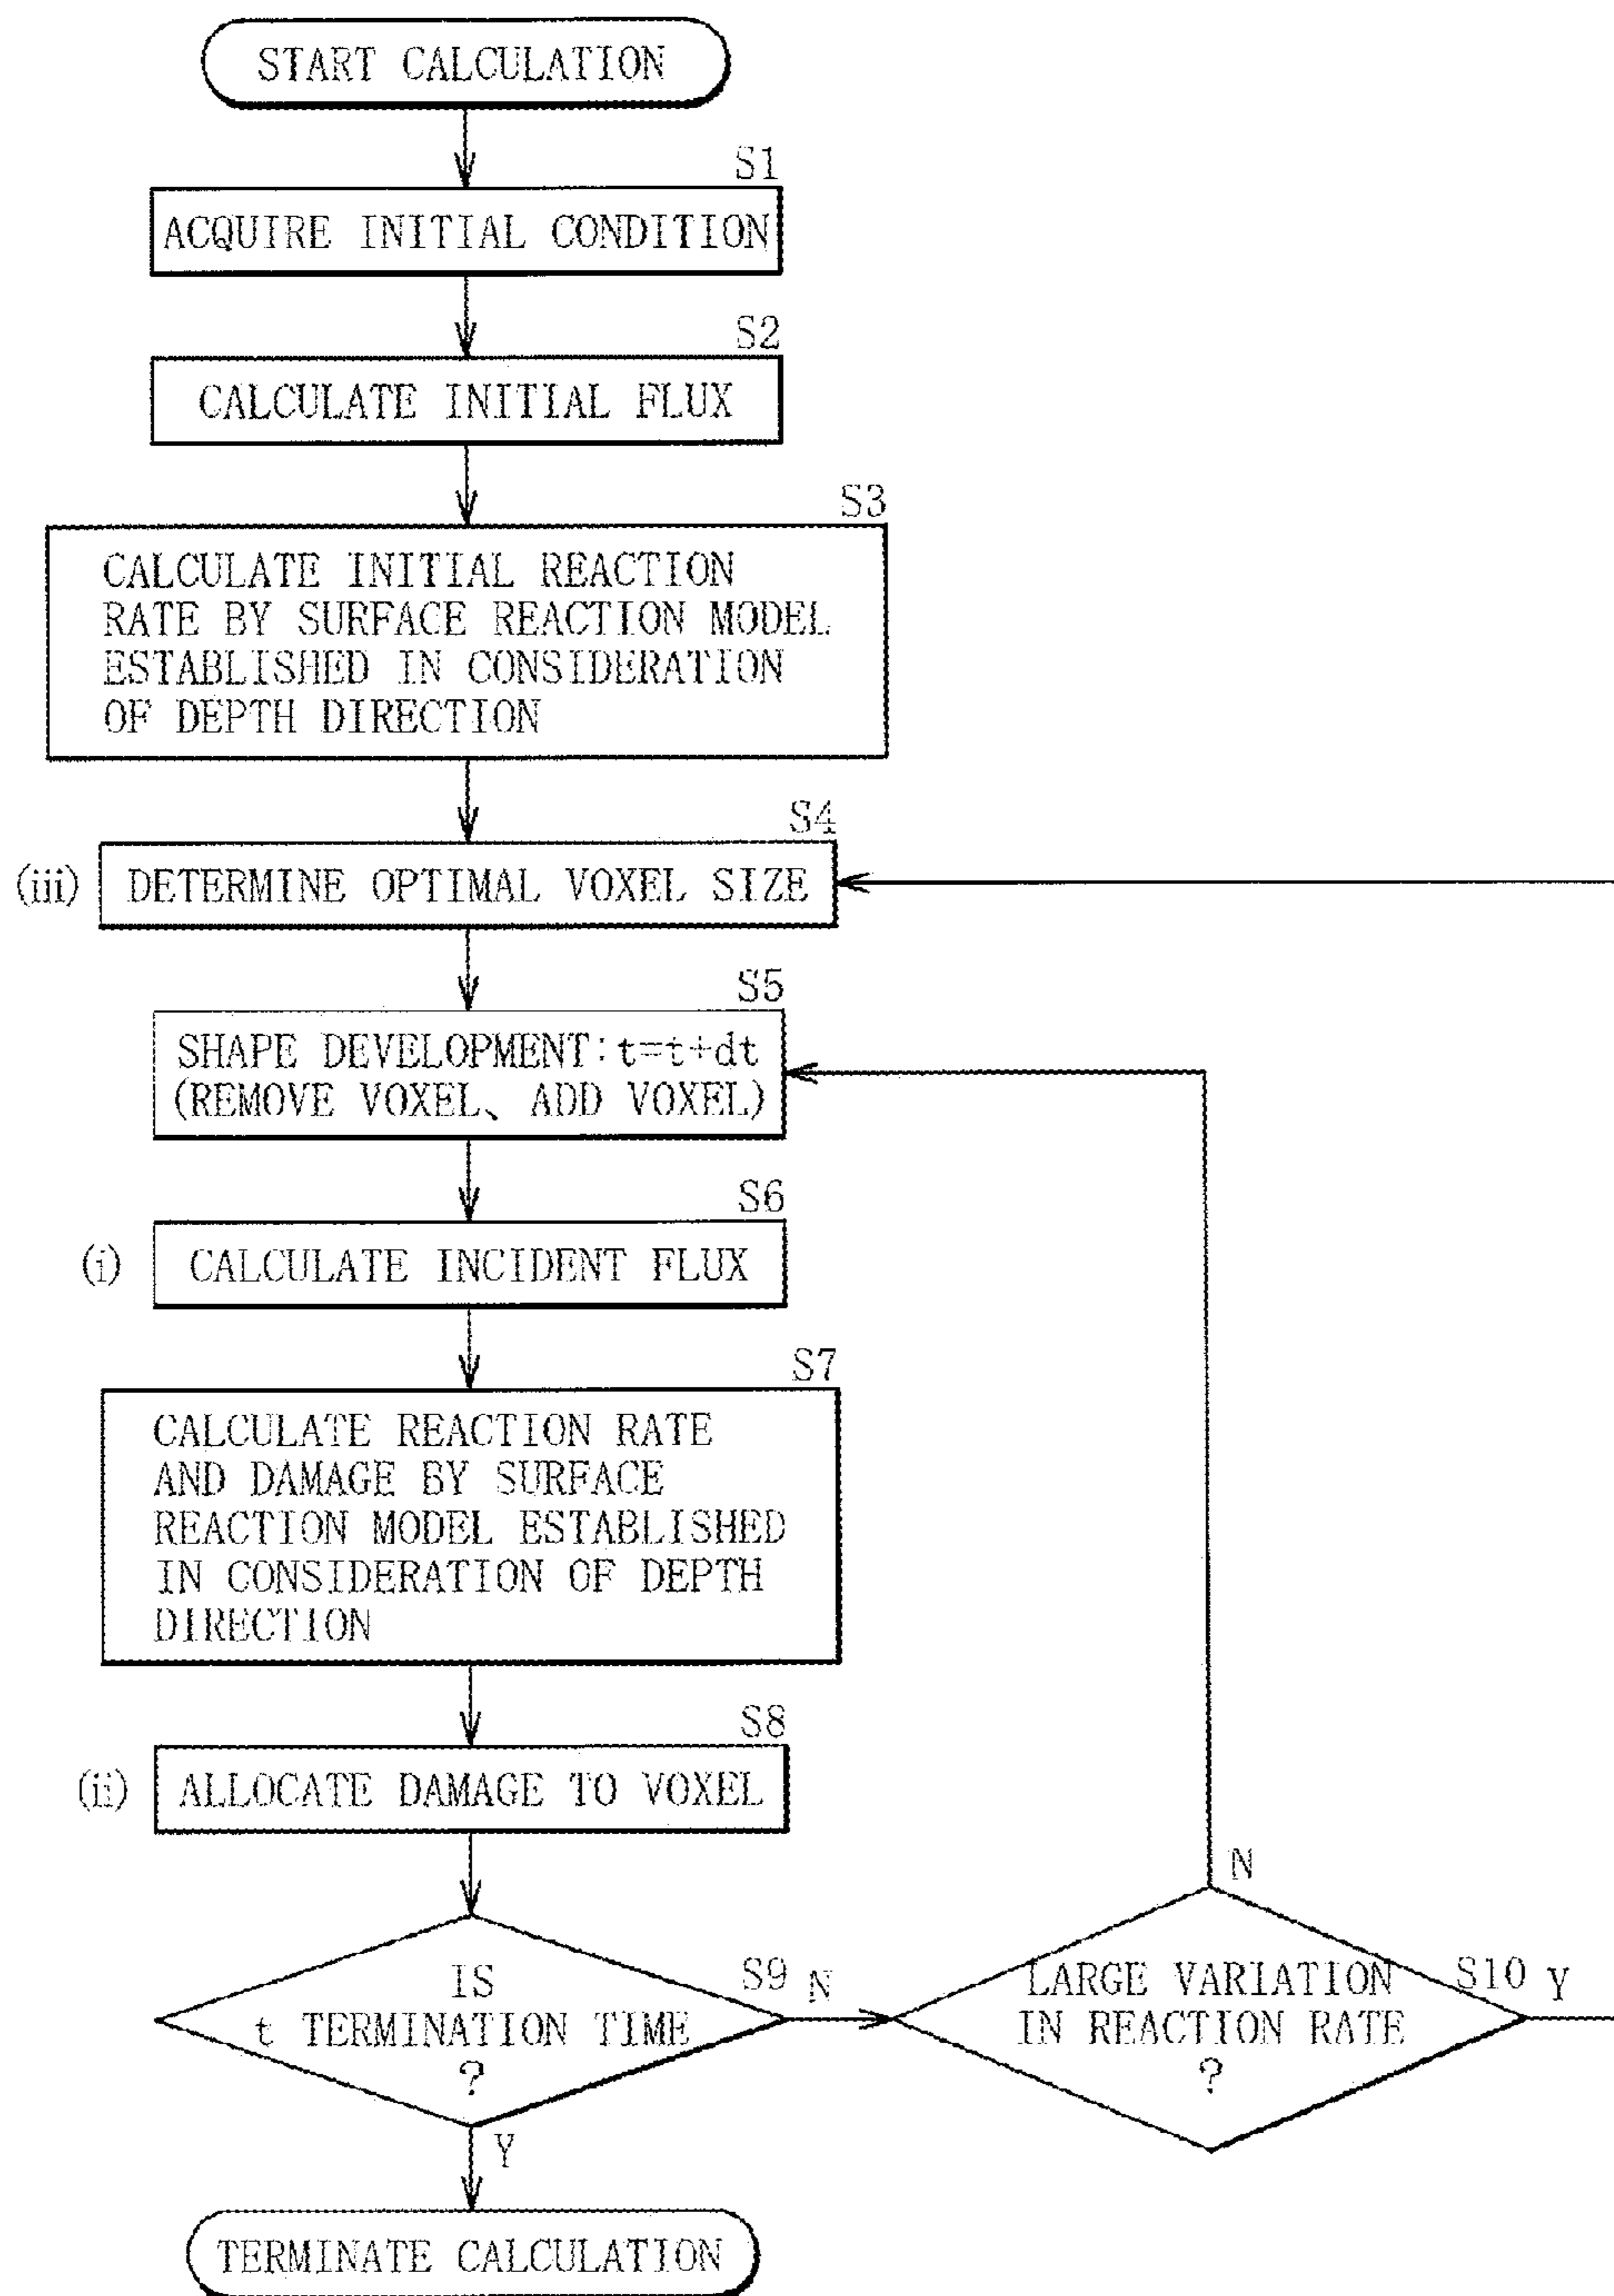 START CALCULATION
S1
ACQUIRE INITIAL CONDITION
S2
CALCULATE INITIAL FLUX
S3
CALCULATE INITIAL REACTION
RATE BY SURFACE REACTION MODEL
ESTABLISHED IN CONSIDERATION
OF DEPTH DIRECTION
S4
(iii)
DETERMINE OPTIMAL VOXEL SIZE
S5
SHAPE DEVELOPMENT:t=t+dt
(REMOVE VOXEL、ADD VOXEL)
S6
(i)
CALCULATE INCIDENT FLUX
S7
CALCULATE REACTION RATE
AND DAMAGE BY SURFACE
REACTION MODEL ESTABLISHED
IN CONSIDERATION OF DEPTH
DIRECTION
S8
(ii)
ALLOCATE DAMAGE TO VOXEL
S9
IS
t TERMINATION TIME
?
N
S10
LARGE VARIATION
IN REACTION RATE
?
N
Y
Y
TERMINATE CALCULATION